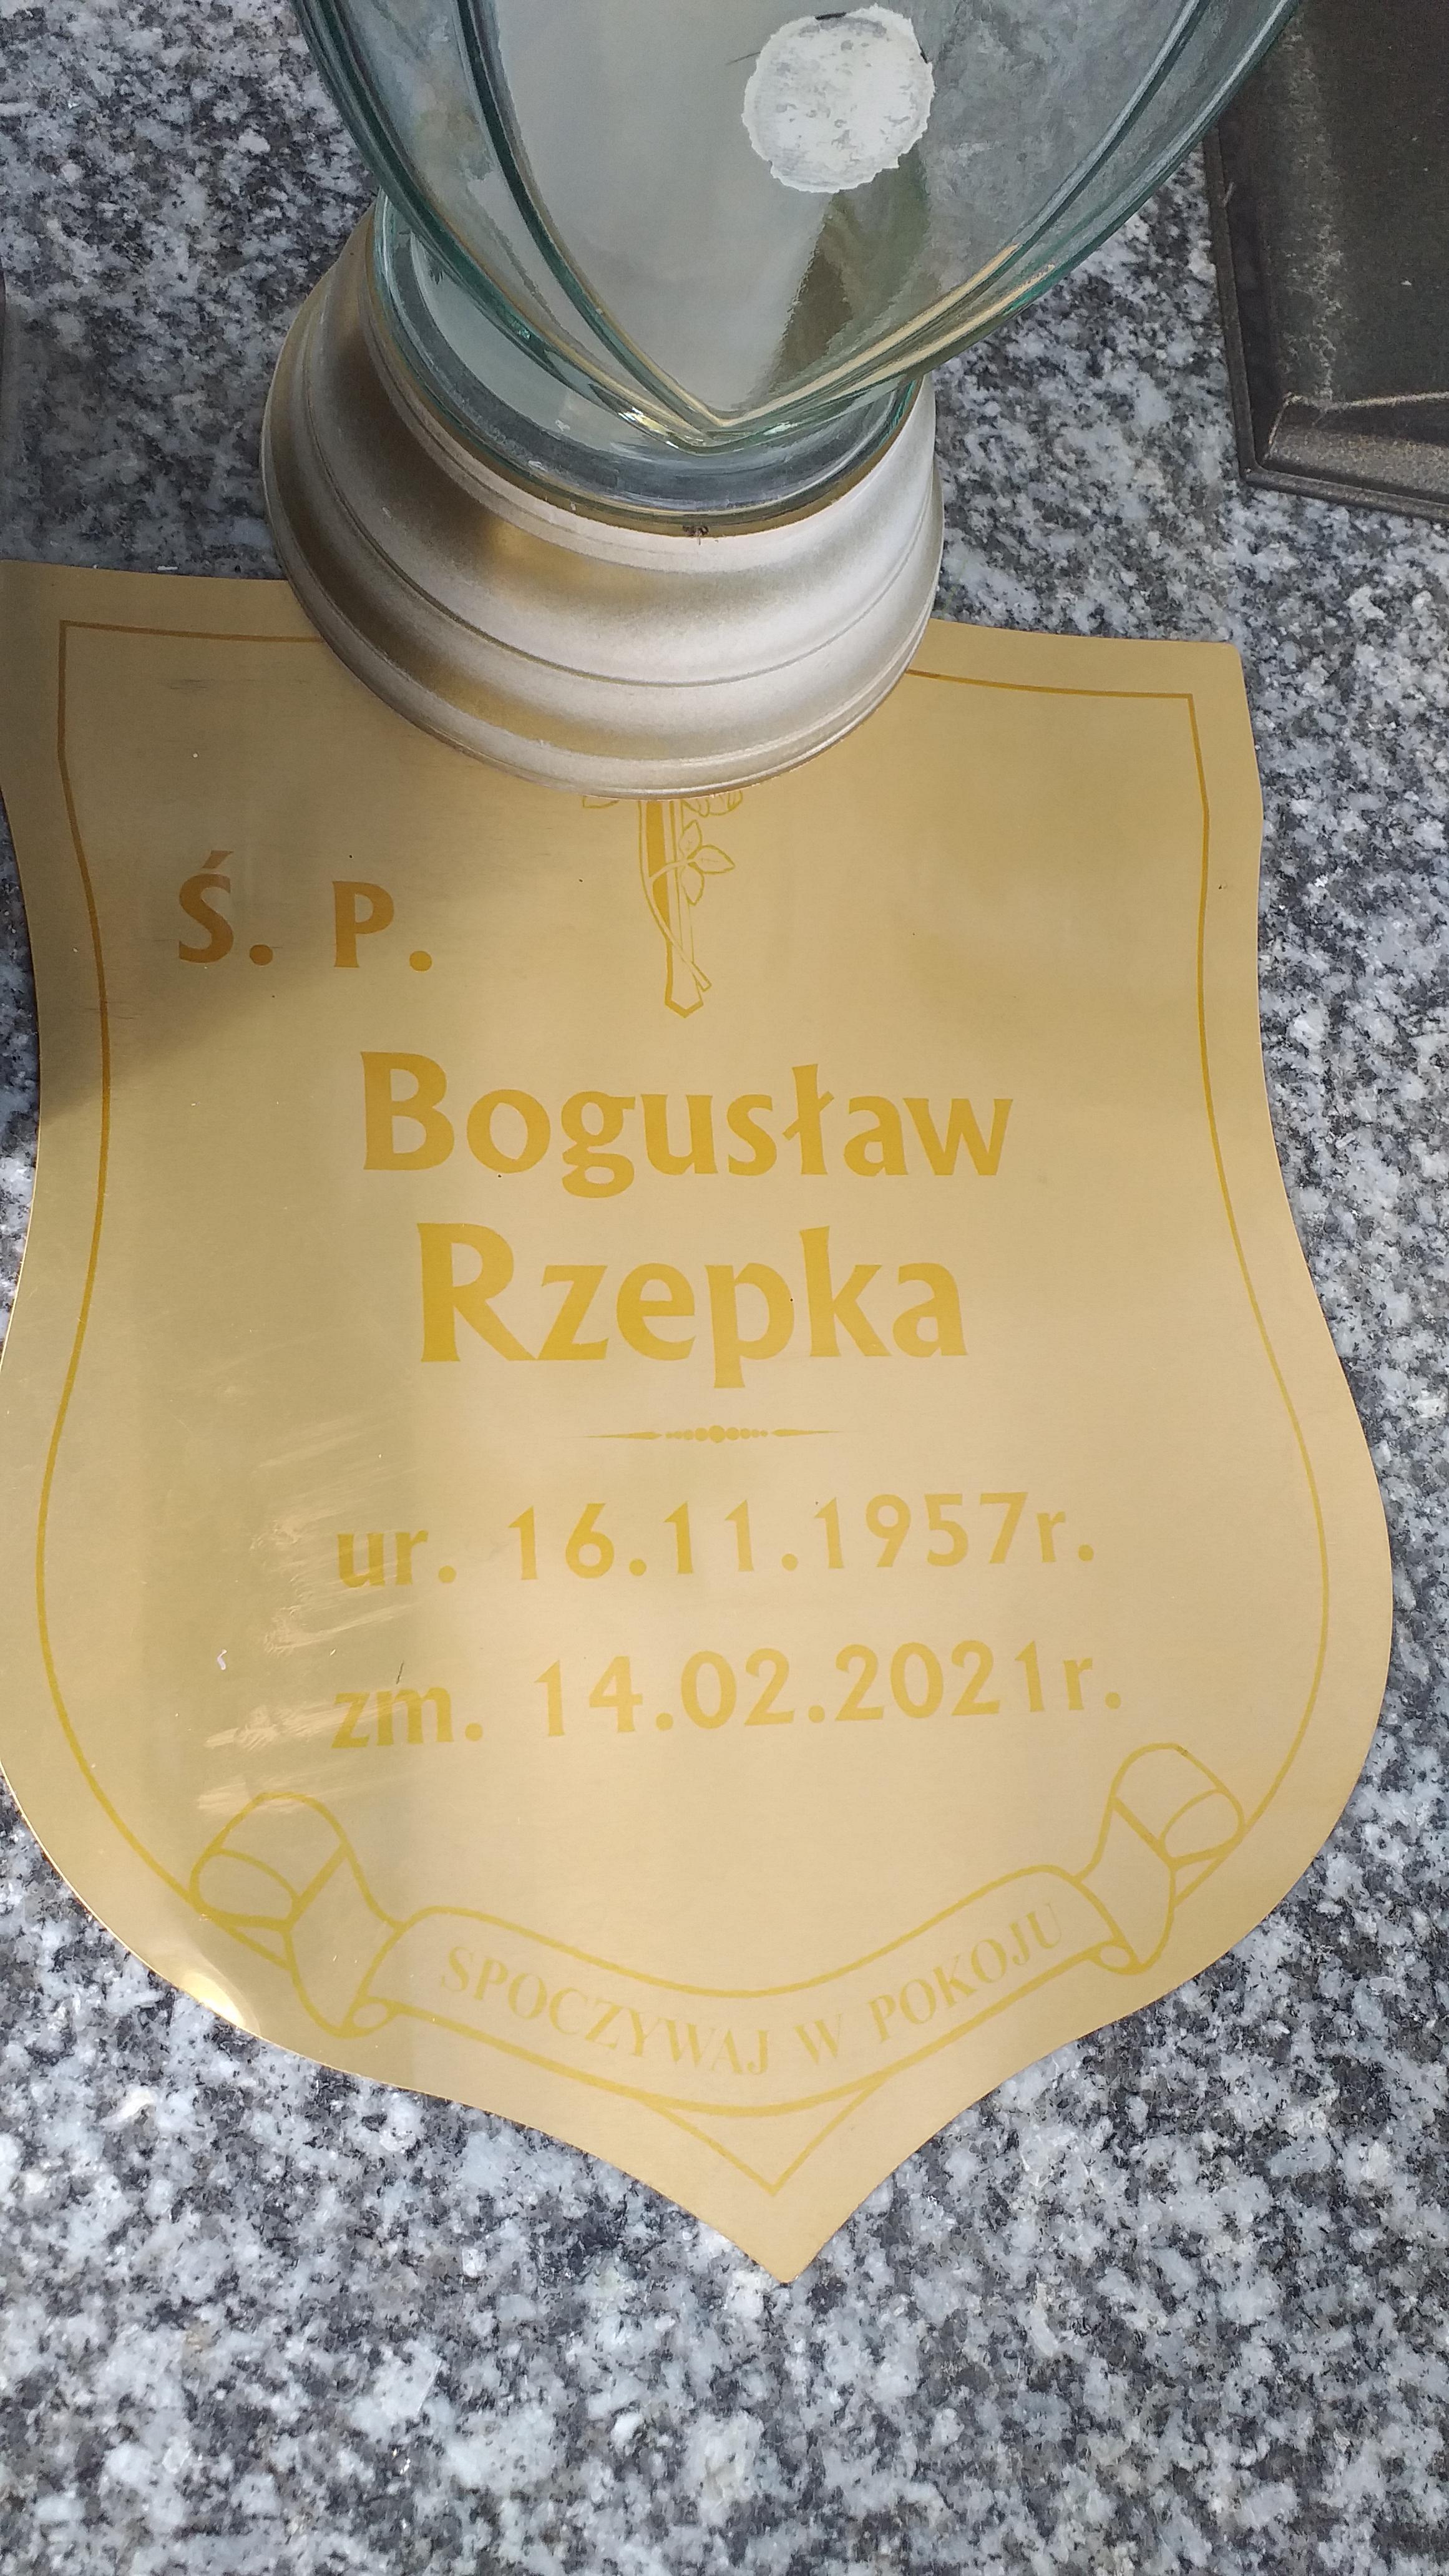 Ś. P.
Bogusław
Rzepka
ur. 16.11.1957r.
zm. 14.02.2021r.
SPOCZYWAJ W POKOJU